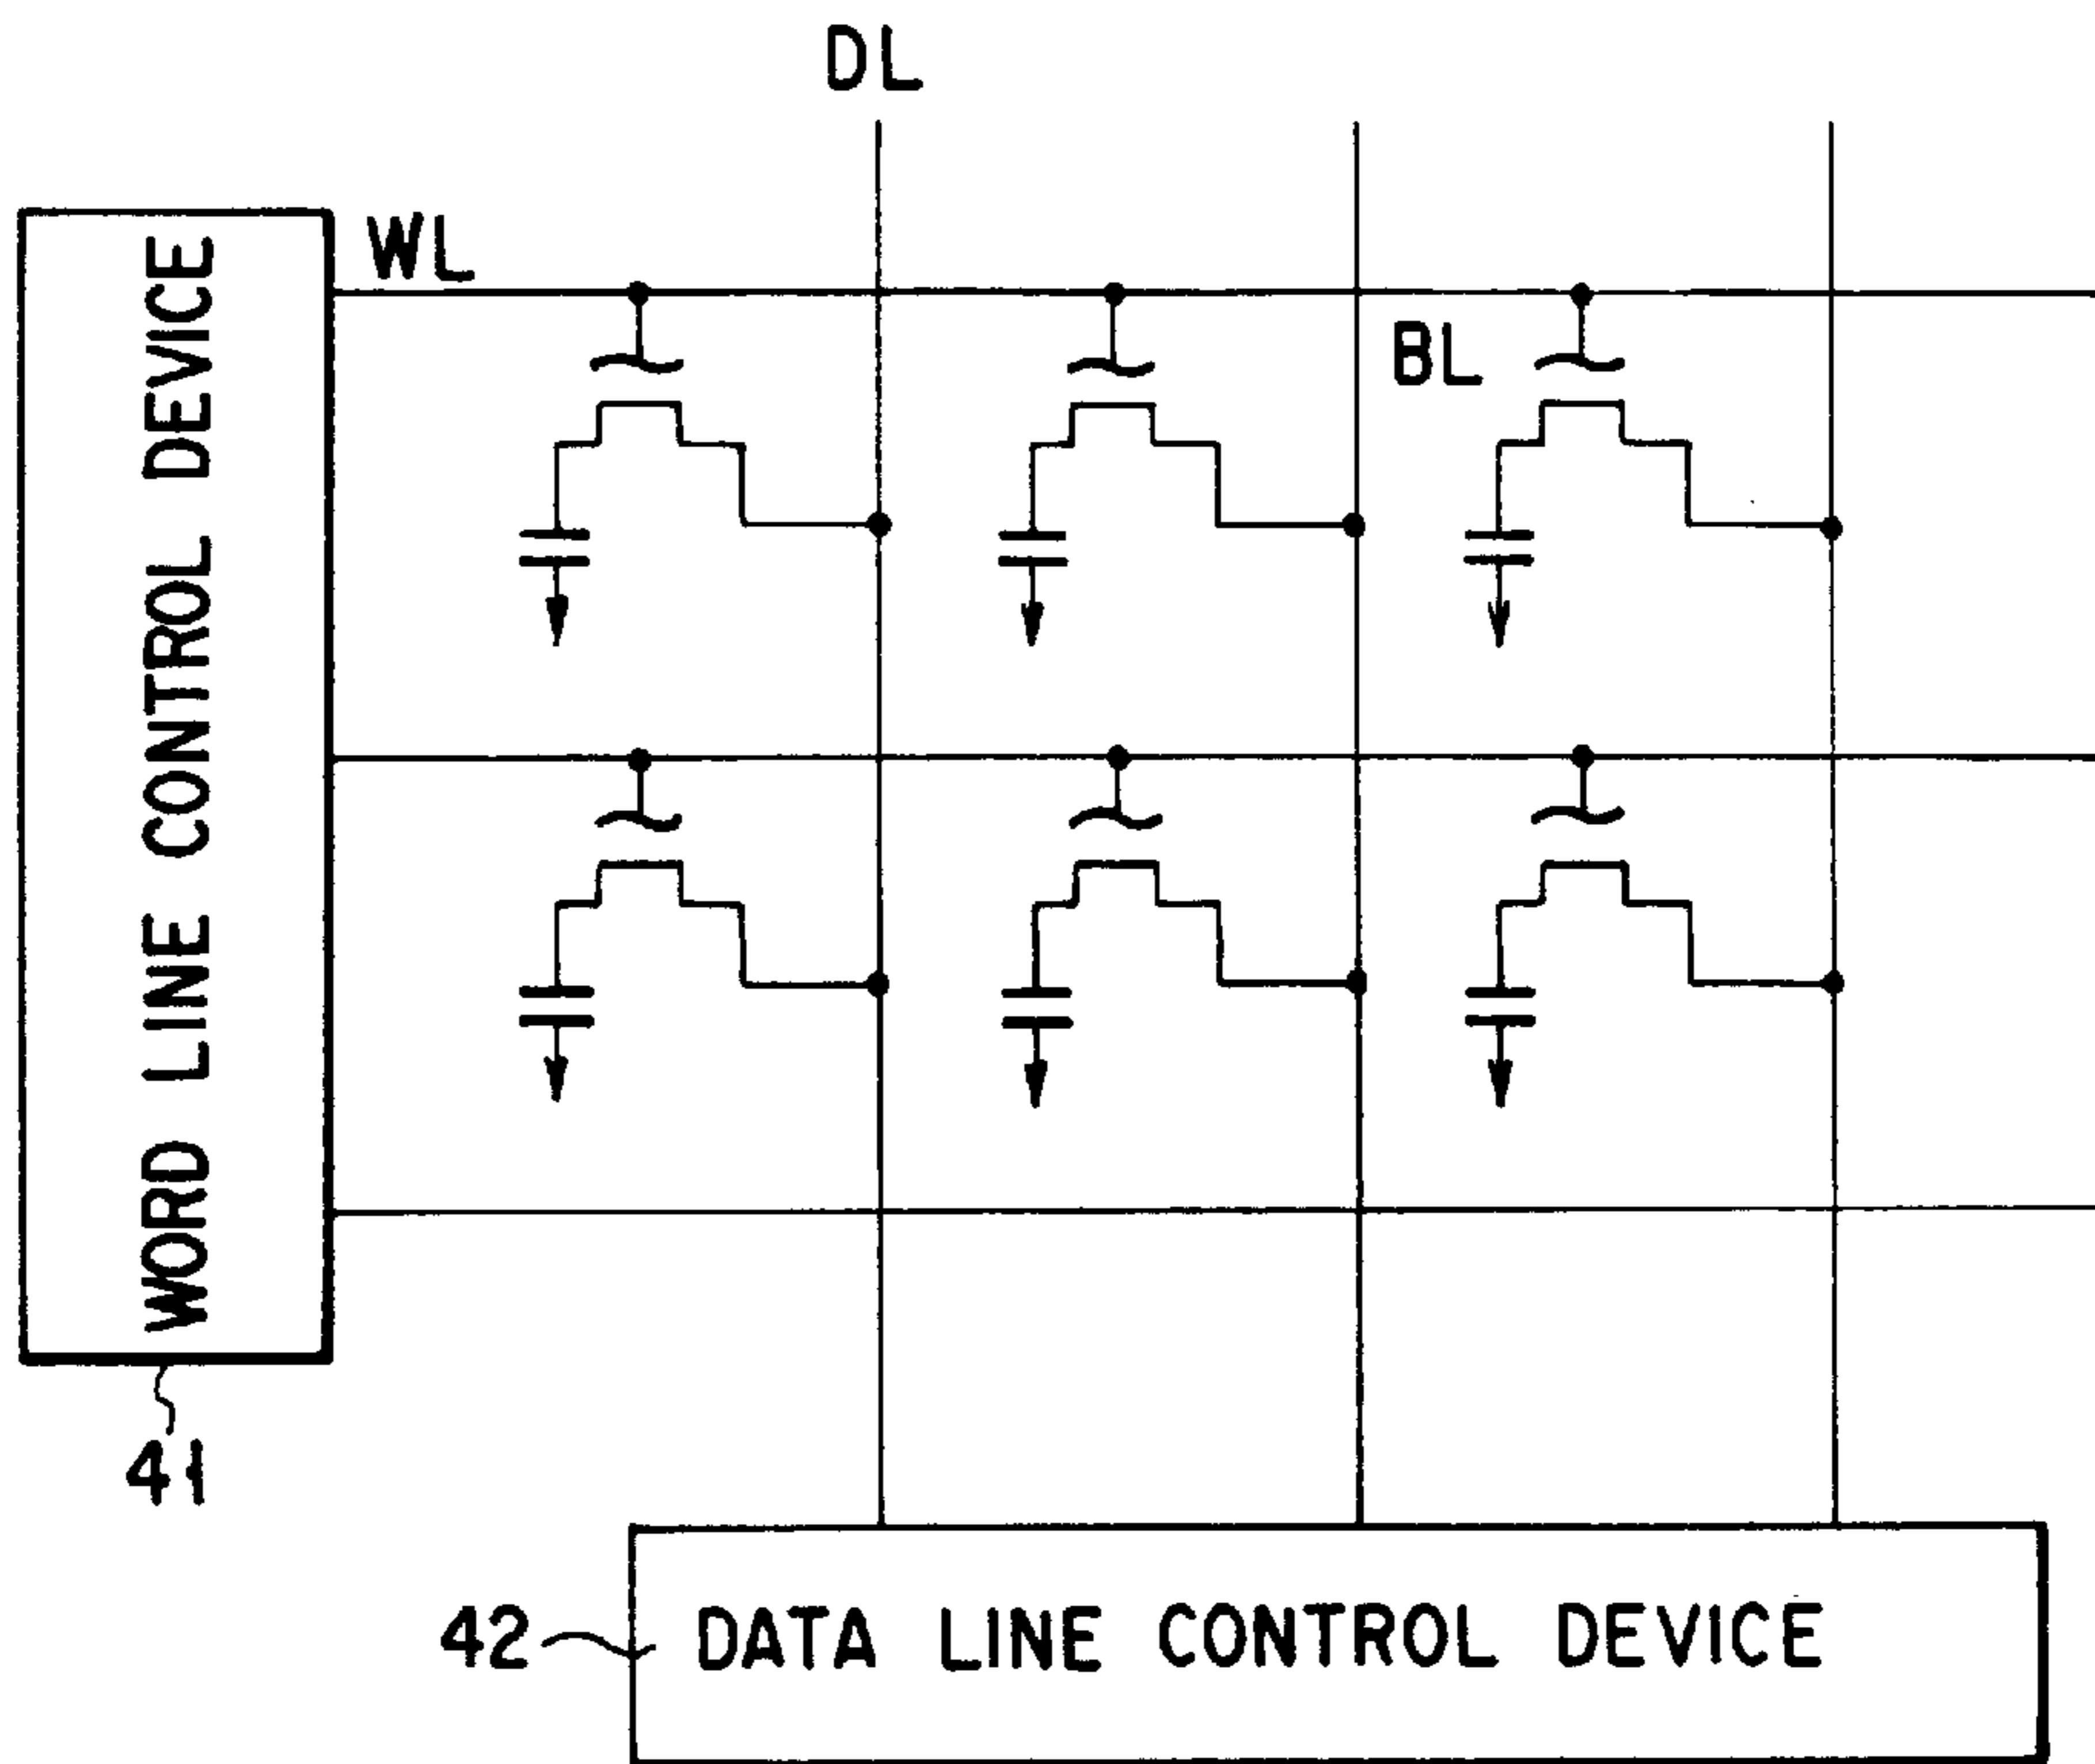 DL
WL
BL
WORD LINE CONTROL DEVICE
41
42
DATA LINE CONTROL DEVICE